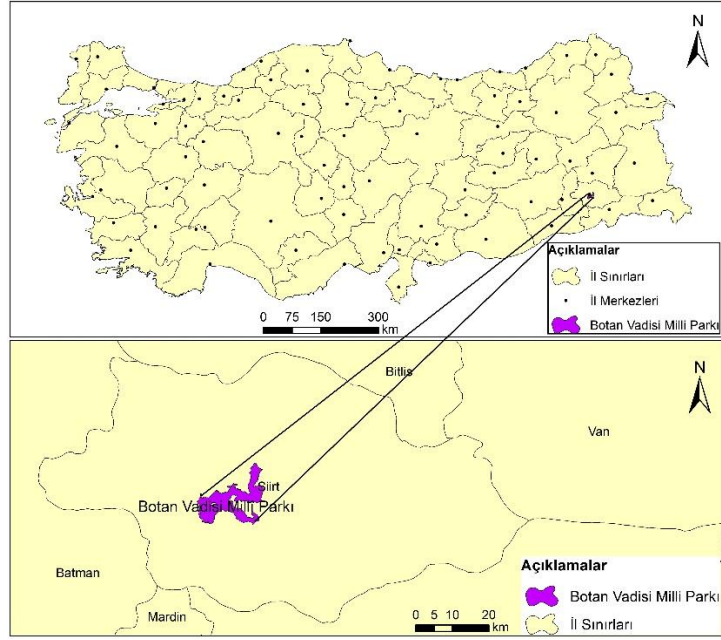 N
Açıklamalar
İl Sınırları
İl Merkezleri
Botan Vadisi Milli Parkı
0 75 150 300
km
N
Bitlis
Van
Siirt
Botan Vadisi Milli Parkı
Batman
Mardin
Açıklamalar
Botan Vadisi Milli Parkı
İl Sınırları
0 5 10 20
km